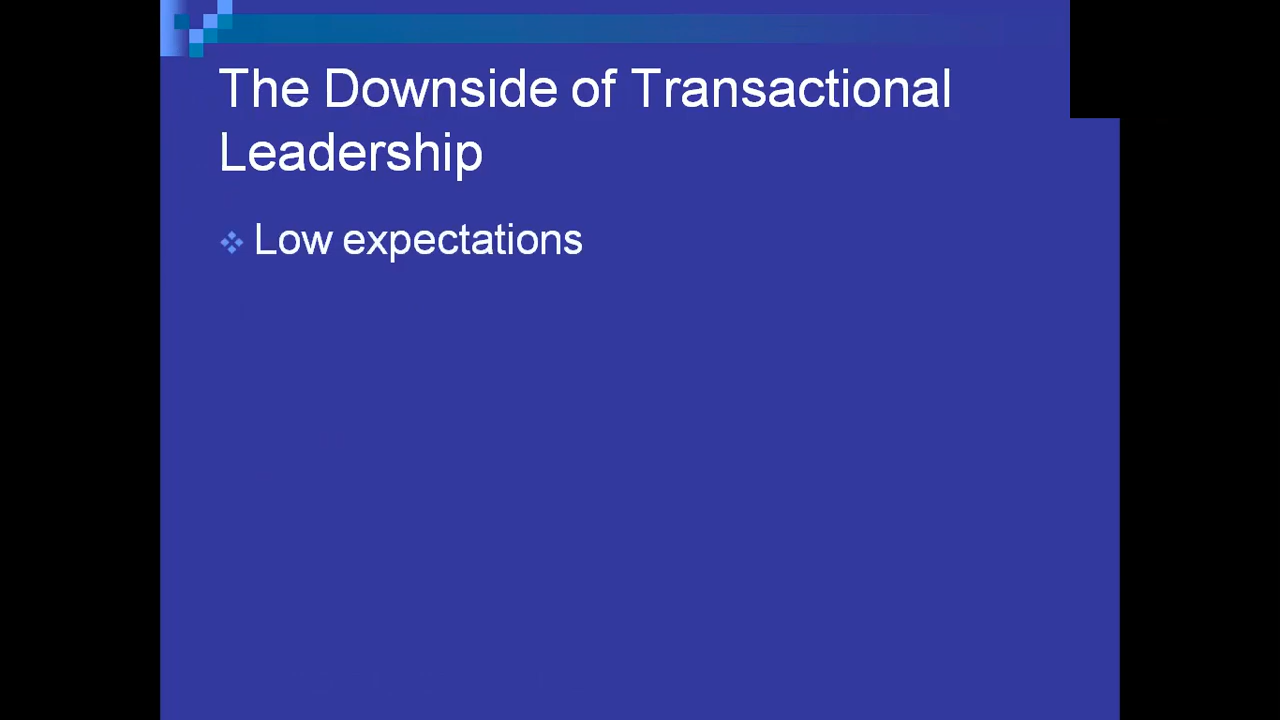 The Downside of Transactional
Leadership
❖ Low expectations